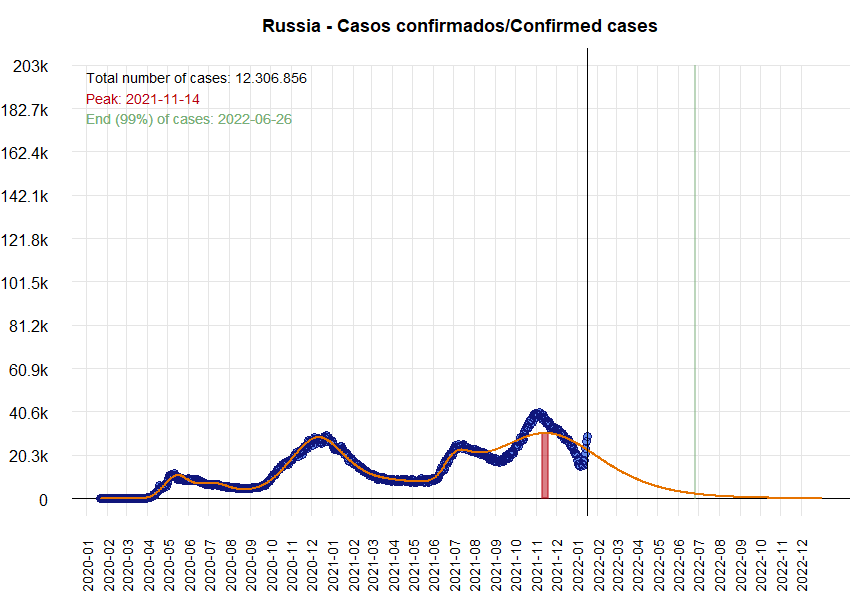 Russia - Casos confirmados/Confirmed cases
Total number of cases: 12.306.856
Peak: 2021-11-14
End (99%) of cases: 2022-06-26
203k
182.7k
162.4k
142.1k
121.8k
101.5k
81.2k
60.9k
40.6k
20.3k
0
2020-01
2020-02
2020-03
2020-04
2020-05
2020-06
2020-07
2020-08
2020-09
2020-10
2020-11
2020-12
2021-01
2021-02
2021-03
2021-04
2021-05
2021-06
2021-07
2021-08
2021-09
2021-10
2021-11
2021-12
2022-01
2022-02
2022-03
2022-04
2022-05
2022-06
2022-07
2022-08
2022-09
2022-10
2022-11
2022-12